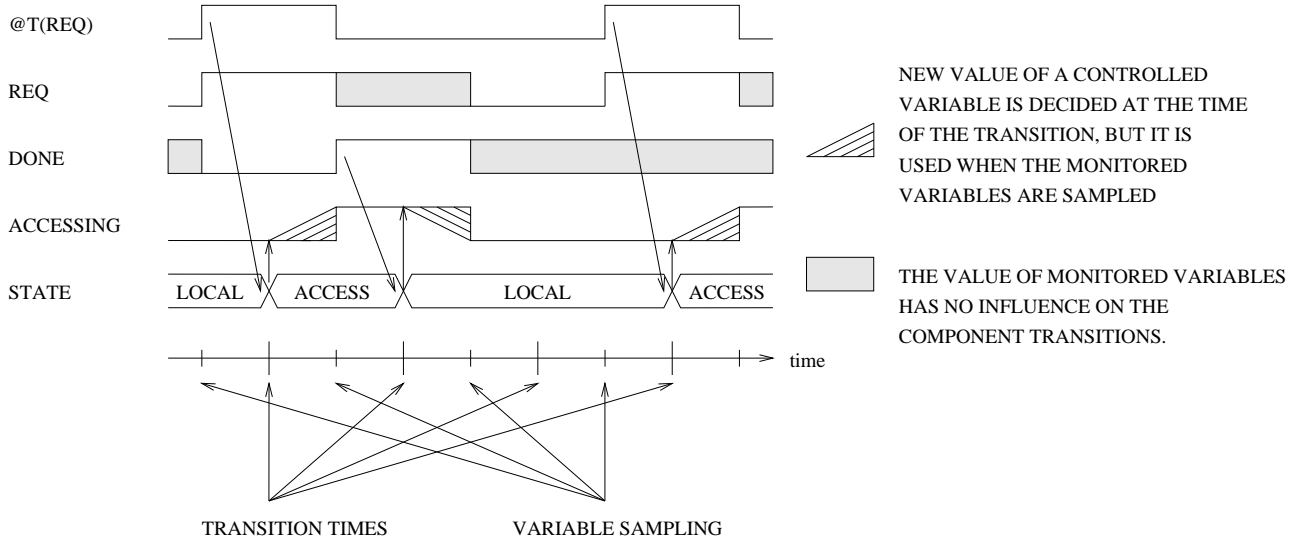 @T(REQ)
REQ
DONE
ACCESSING
STATE
LOCAL
ACCESS
LOCAL
ACCESS
time
TRANSITION TIMES
VARIABLE SAMPLING
NEW VALUE OF A CONTROLLED
VARIABLE IS DECIDED AT THE TIME
OF THE TRANSITION, BUT IT IS
USED WHEN THE MONITORED
VARIABLES ARE SAMPLED
THE VALUE OF MONITORED VARIABLES
HAS NO INFLUENCE ON THE
COMPONENT TRANSITIONS.